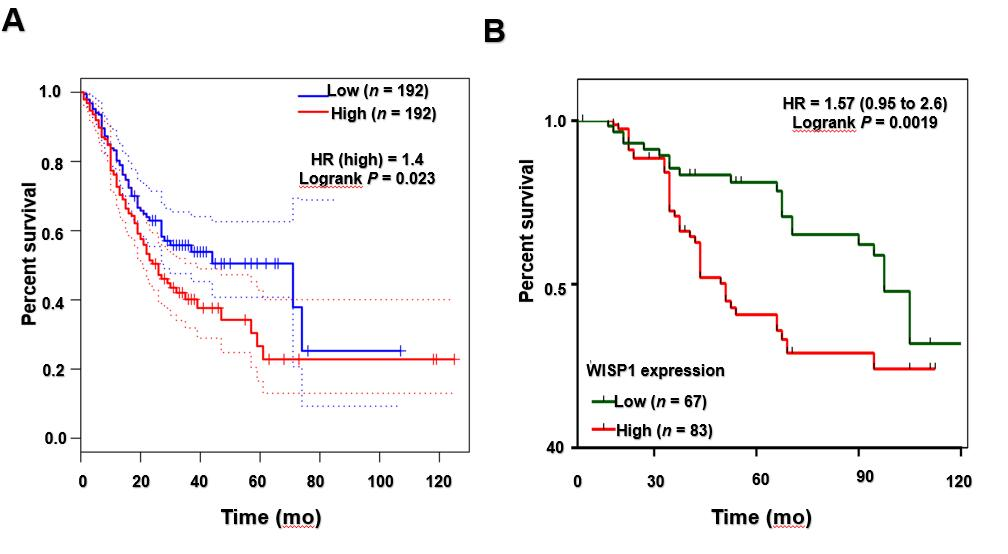 A
B
Low (n = 192)
High (n = 192)
HR (high) = 1.4
Logrank P = 0.023
Percent survival
1.0
0.8
0.6
0.4
0.2
0.0
0 20 40 60 80 100 120
Time (mo)
HR = 1.57 (0.95 to 2.6)
Logrank P = 0.0019
Percent survival
1.0
0.5
40
WISP1 expression
Low (n = 67)
High (n = 83)
0 30 60 90 120
Time (mo)